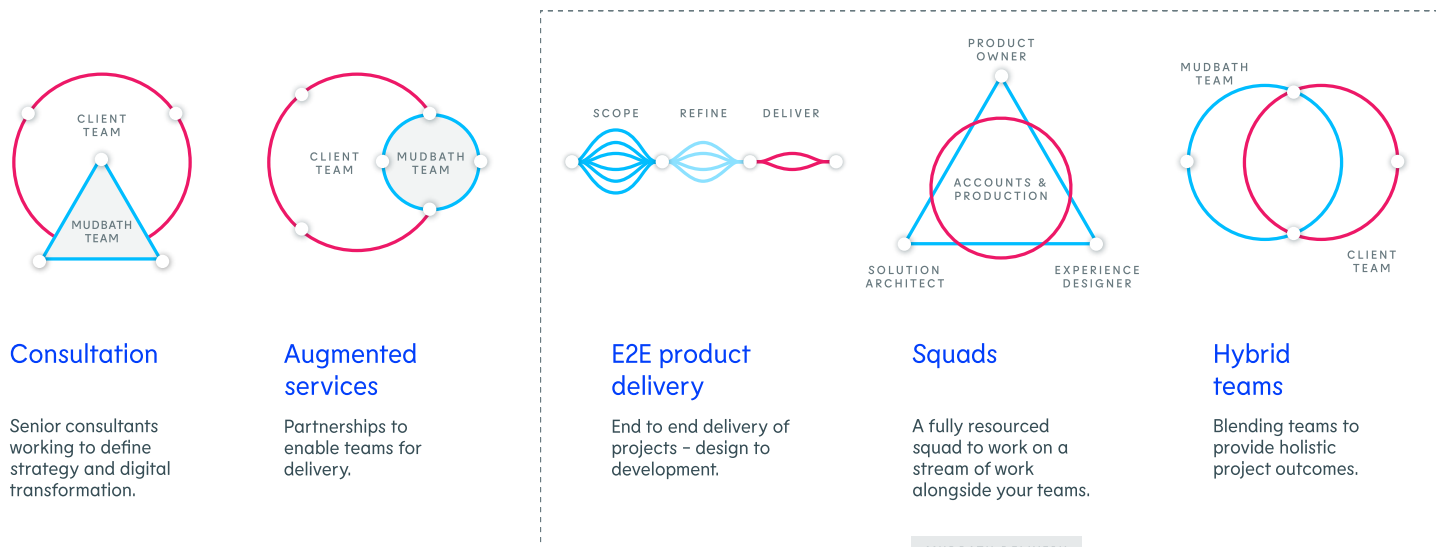 CLIENT
TEAM
MUDBATH
TEAM
Consultation
Senior consultants
working to define
strategy and digital
transformation.
CLIENT
TEAM
MUDBATH
TEAM
Augmented
services
Partnerships to
enable teams for
delivery.
SCOPE
REFINE
DELIVER
E2E product
delivery
End to end delivery of
projects – design to
development.
PRODUCT
OWNER
ACCOUNTS &
PRODUCTION
SOLUTION
ARCHITECT
EXPERIENCE
DESIGNER
Squads
A fully resourced
squad to work on a
stream of work
alongside your teams.
MUDBATH
TEAM
CLIENT
TEAM
Hybrid
teams
Blending teams to
provide holistic
project outcomes.